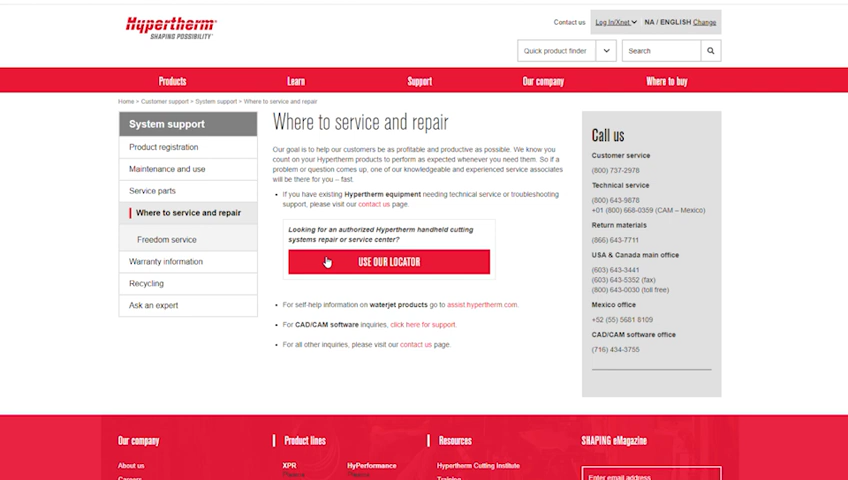 Hypertherm®
SHAPING POSSIBILITY®
Contact us
Log In/Xnet
NA / ENGLISH Change
Quick product finder
Search
Products
Learn
Support
Our company
Where to buy
Home > Customer support > System support > Where to service and repair
System support
Product registration
Maintenance and use
Service parts
Where to service and repair
Freedom service
Warranty information
Recycling
Ask an expert
Where to service and repair
Our goal is to help our customers be as profitable and productive as possible. We know you
count on your Hypertherm products to perform as expected whenever you need them. So if a
problem or question comes up, one of our knowledgeable and experienced service associates
will be there for you – fast.
If you have existing Hypertherm equipment needing technical service or troubleshooting
support, please visit our contact us page.
Looking for an authorized Hypertherm handheld cutting
systems repair or service center?
USE OUR LOCATOR
For self-help information on waterjet products go to assist.hypertherm.com.
For CAD/CAM software inquiries, click here for support.
For all other inquiries, please visit our contact us page.
Call us
Customer service
(800) 737-2978
Technical service
(800) 643-9878
+01 (800) 668-0359 (CAM – Mexico)
Return materials
(866) 643-7711
USA & Canada main office
(603) 643-3441
(603) 643-5352 (fax)
(800) 643-0030 (toll free)
Mexico office
+52 (55) 5681 8109
CAD/CAM software office
(716) 434-3755
Our company
About us
Careers
Product lines
XPR
Plasma
HyPerformance
Plasma
Resources
Hypertherm Cutting Institute
Training
SHAPING eMagazine
Enter email address